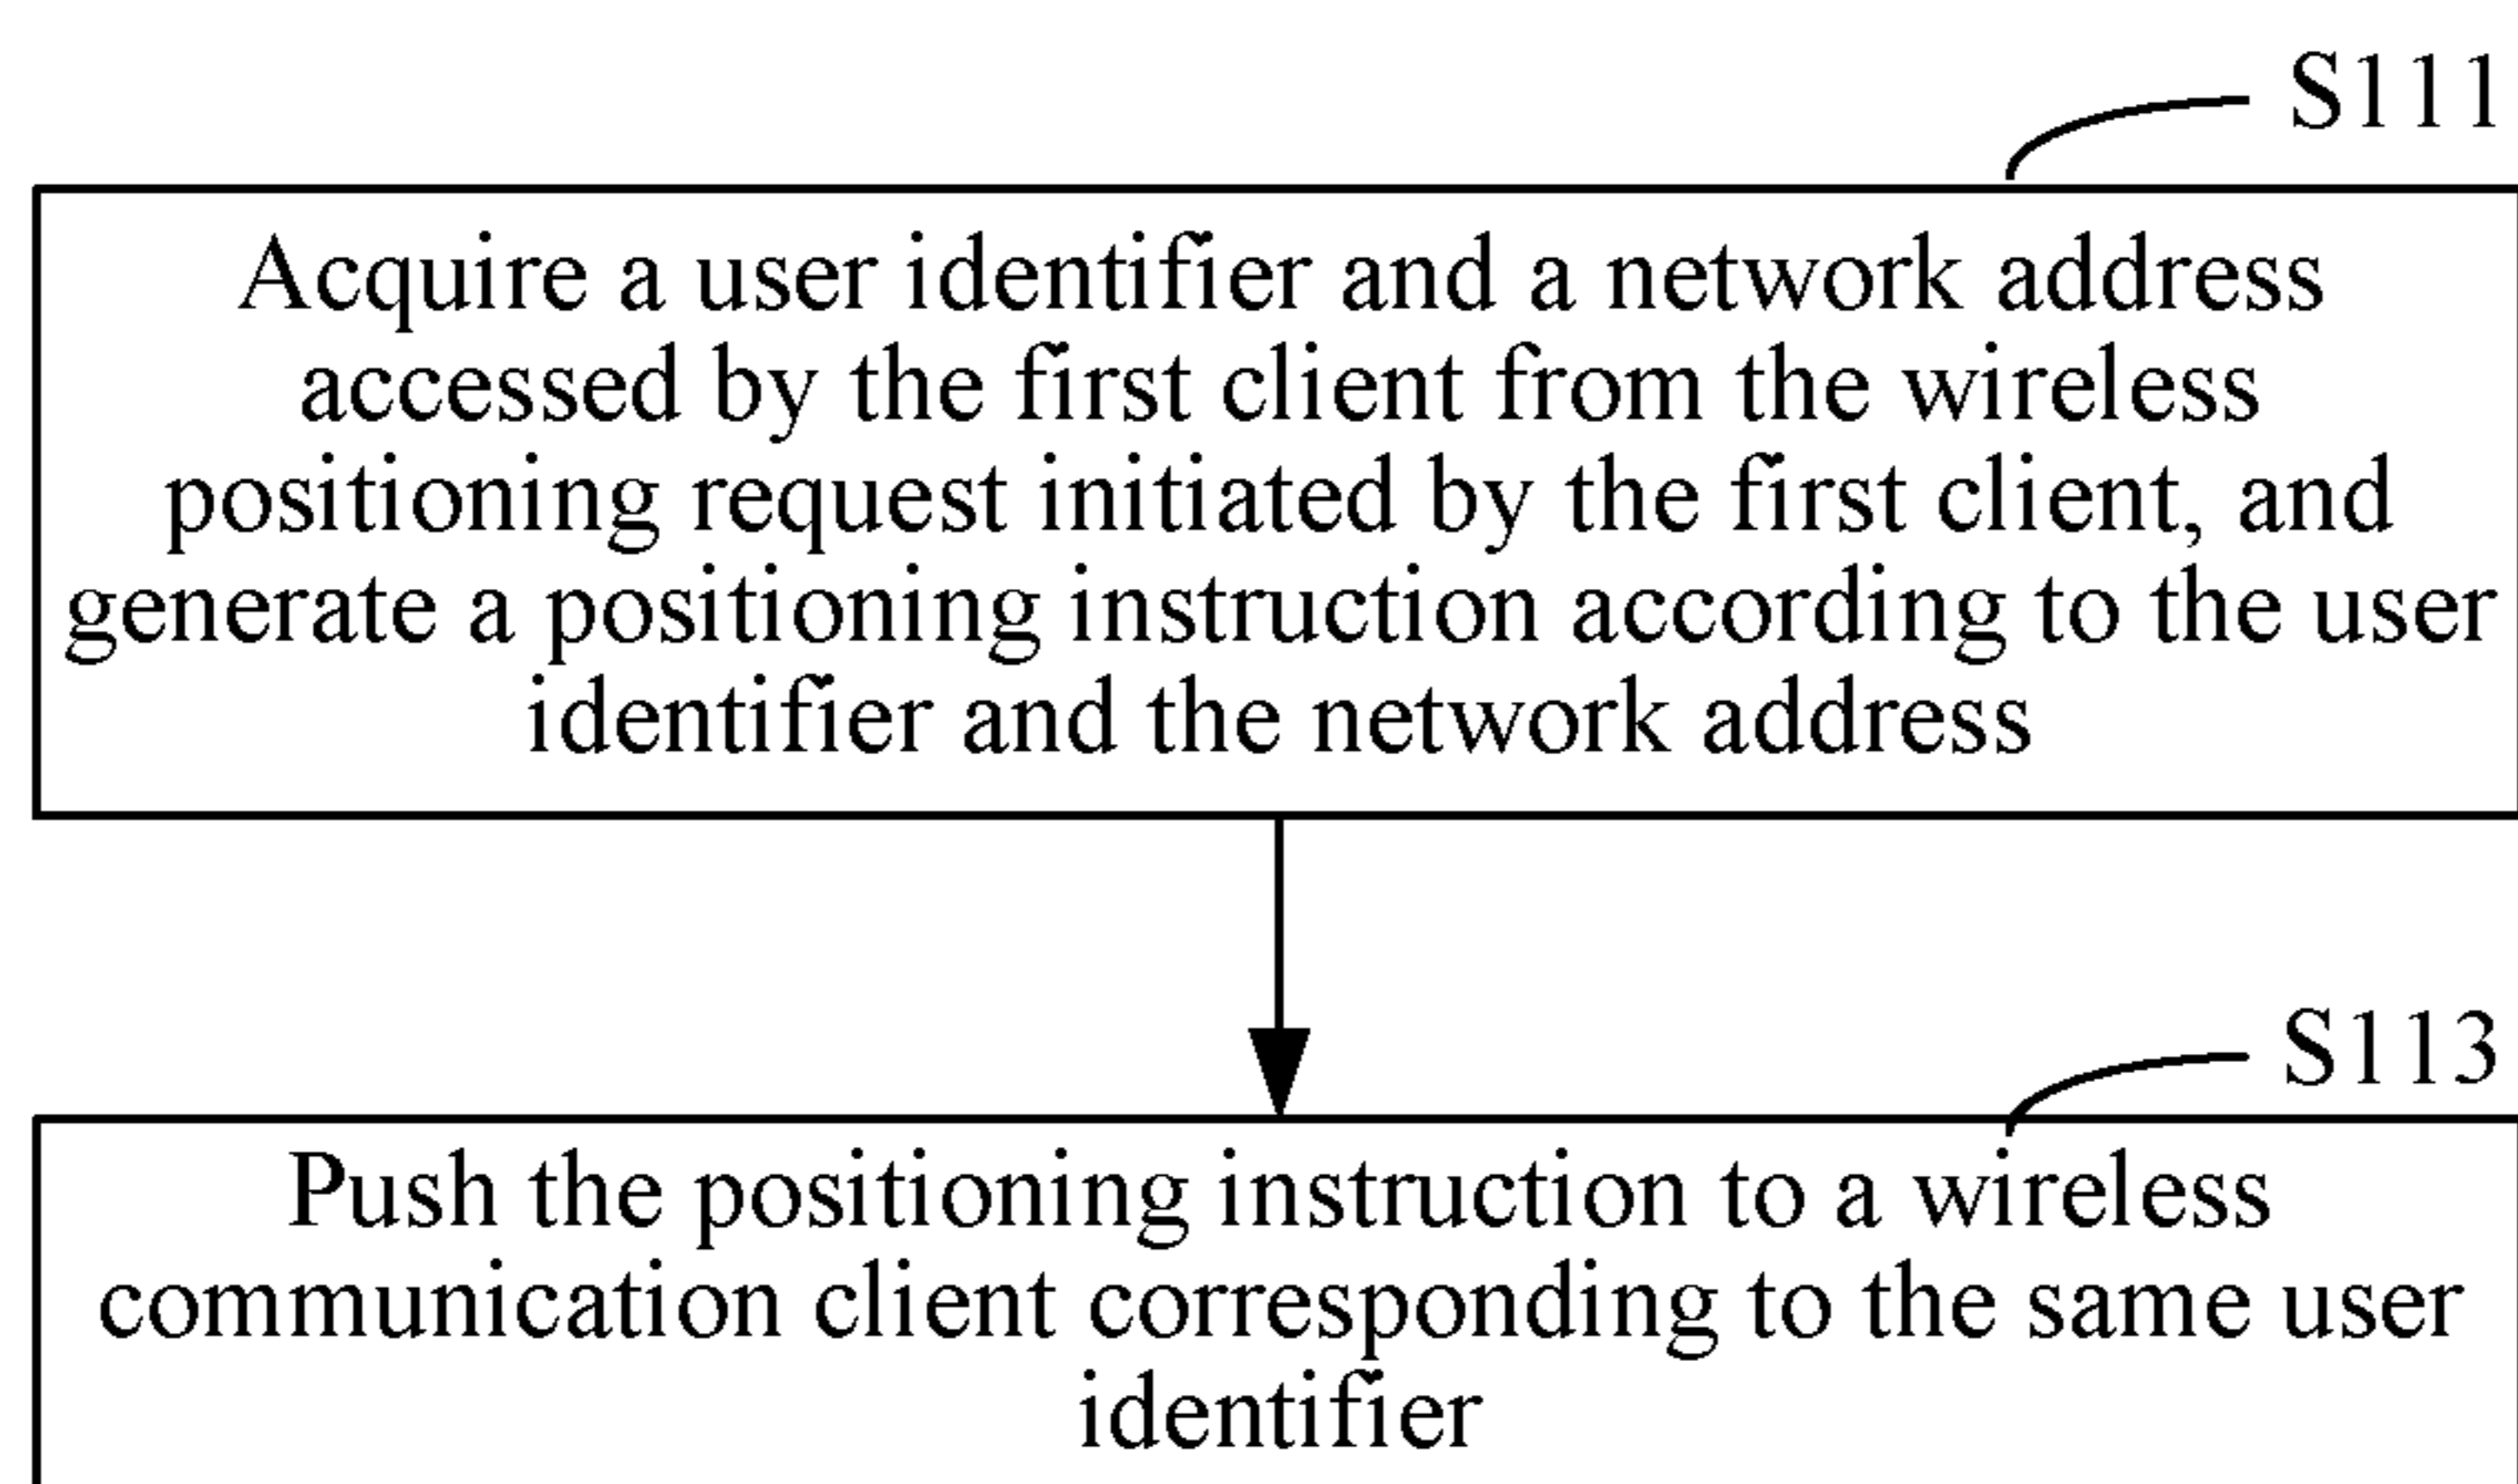 S111
Acquire a user identifier and a network address
accessed by the first client from the wireless
positioning request initiated by the first client, and
generate a positioning instruction according to the user
identifier and the network address
S113
Push the positioning instruction to a wireless
communication client corresponding to the same user
identifier